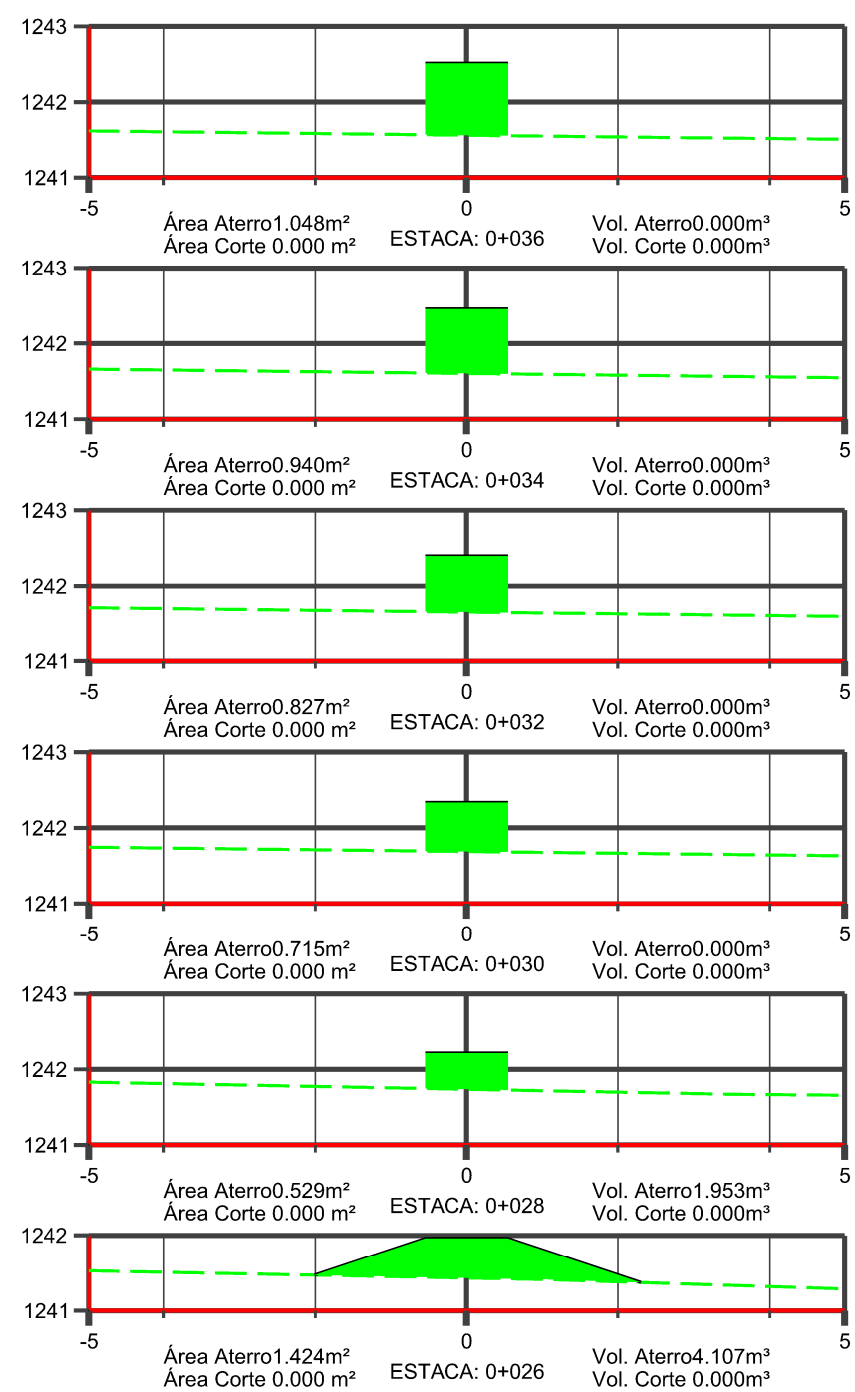 1243
1242
1241
-5 0 5
Área Aterro1.048m² Vol. Aterro0.000m³
Área Corte 0.000 m² ESTACA: 0+036 Vol. Corte 0.000m³
1243
1242
1241
-5 0 5
Área Aterro0.940m² Vol. Aterro0.000m³
Área Corte 0.000 m² ESTACA: 0+034 Vol. Corte 0.000m³
1243
1242
1241
-5 0 5
Área Aterro0.827m² Vol. Aterro0.000m³
Área Corte 0.000 m² ESTACA: 0+032 Vol. Corte 0.000m³
1243
1242
1241
-5 0 5
Área Aterro0.715m² Vol. Aterro0.000m³
Área Corte 0.000 m² ESTACA: 0+030 Vol. Corte 0.000m³
1243
1242
1241
-5 0 5
Área Aterro0.529m² Vol. Aterro1.953m³
Área Corte 0.000 m² ESTACA: 0+028 Vol. Corte 0.000m³
1242
1241
-5 0 5
Área Aterro1.424m² Vol. Aterro4.107m³
Área Corte 0.000 m² ESTACA: 0+026 Vol. Corte 0.000m³